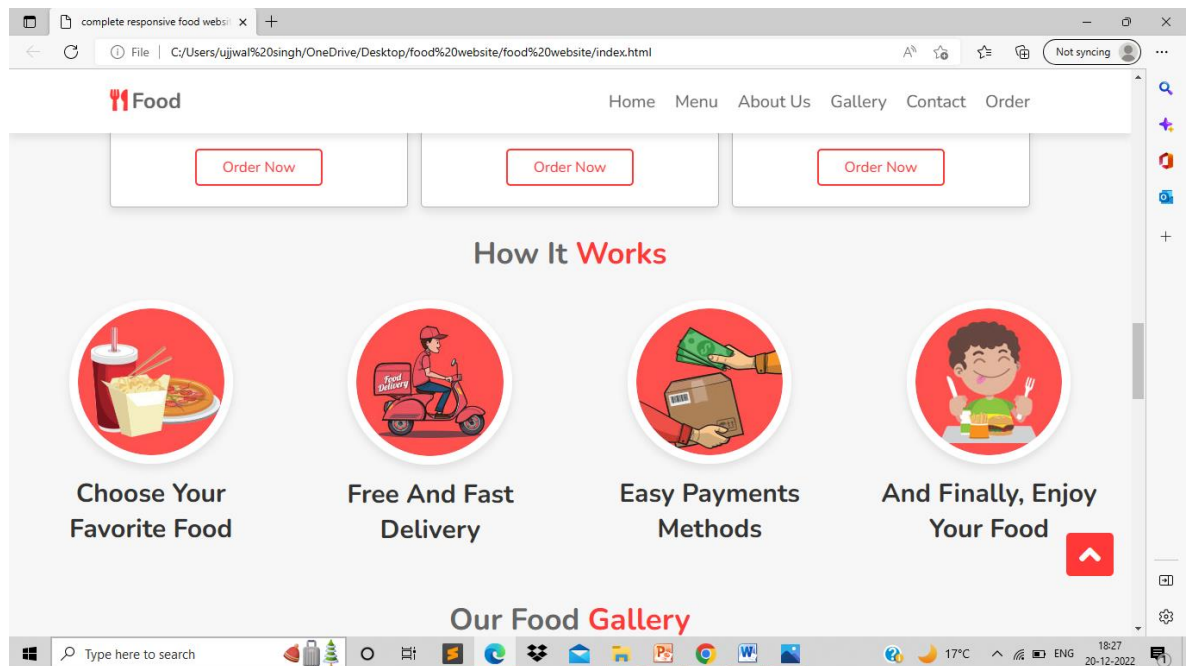 complete responsive food websi
File C:/Users/ujjwal%20singh/OneDrive/Desktop/food%20website/food%20website/index.html Not syncing
Food Home Menu About Us Gallery Contact Order
Order Now Order Now Order Now
How It Works
Food
Delivery
Choose Your
Favorite Food
Free And Fast
Delivery
Easy Payments
Methods
And Finally, Enjoy
Your Food
Our Food Gallery
Type here to search 17°C ENG 18:27
20-12-2022